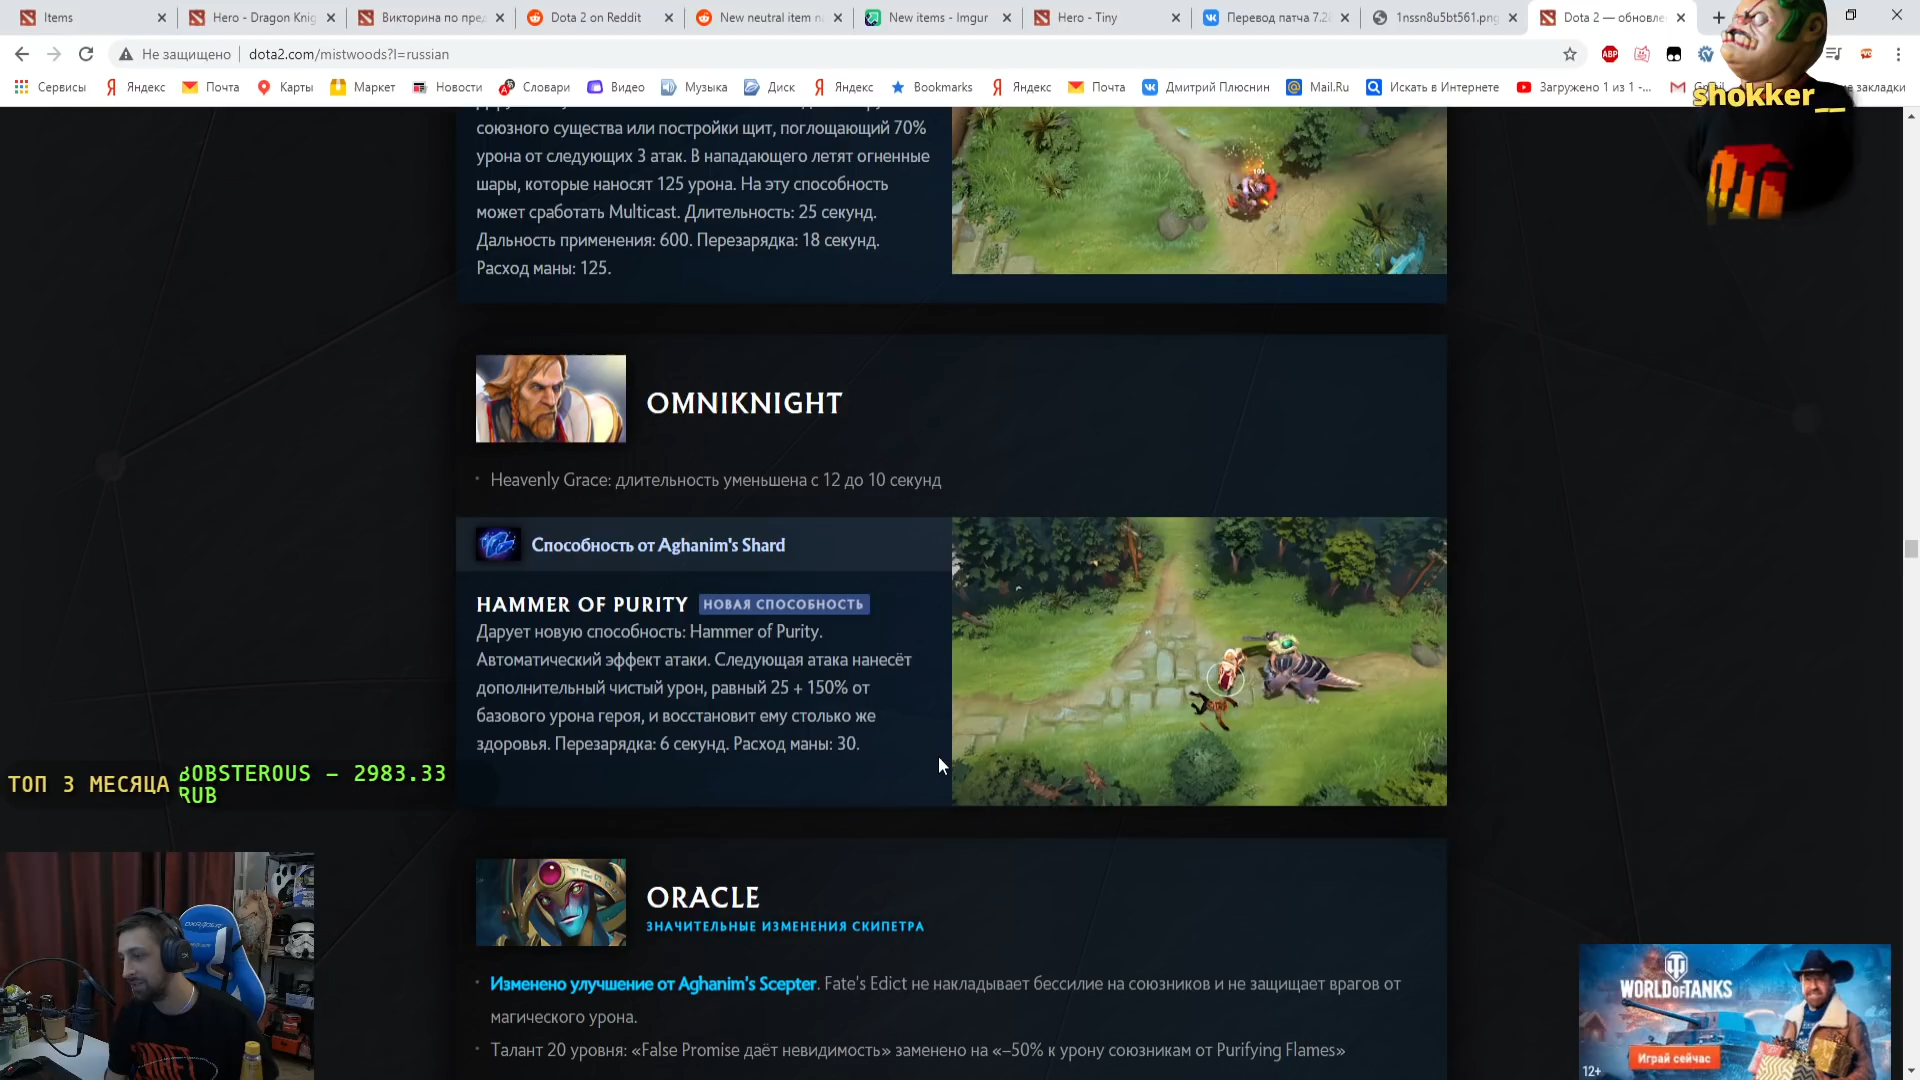 Items
Hero - Dragon Knig
Викторина по пред
Dota 2 on Reddit
New neutral item na
New items - Imgur
Hero - Tiny
Перевод патча 7.28
1nssn8u5bt561.png
Dota 2 — обновле
Не защищено
dota2.com/mistwoods?l=russian
ABP
Сервисы
Яндекс
Почта
Карты
Маркет
Новости
Словари
Видео
Музыка
Диск
Яндекс
Bookmarks
Яндекс
Почта
Дмитрий Плюснин
Mail.Ru
Искать в Интернете
Загружено 1 из 1 -...
закладки
shokker__
союзного существа или постройки щит, поглощающий 70%
урона от следующих 3 атак. В нападающего летят огненные
шары, которые наносят 125 урона. На эту способность
может сработать Multicast. Длительность: 25 секунд.
Дальность применения: 600. Перезарядка: 18 секунд.
Расход маны: 125.
OMNIKNIGHT
Heavenly Grace: длительность уменьшена с 12 до 10 секунд
Способность от Aghanim's Shard
HAMMER OF PURITY НОВАЯ СПОСОБНОСТЬ
Дарует новую способность: Hammer of Purity.
Автоматический эффект атаки. Следующая атака нанесёт
дополнительный чистый урон, равный 25 + 150% от
базового урона героя, и восстановит ему столько же
здоровья. Перезарядка: 6 секунд. Расход маны: 30.
ТОП 3 МЕСЯЦА
BOBSTEROUS – 2983.33
RUB
ORACLE
ЗНАЧИТЕЛЬНЫЕ ИЗМЕНЕНИЯ СКИПЕТРА
Изменено улучшение от Aghanim's Scepter. Fate's Edict не накладывает бессилие на союзников и не защищает врагов от
магического урона.
Талант 20 уровня: «False Promise даёт невидимость» заменено на «–50% к урону союзникам от Purifying Flames»
WORLD OF TANKS
Играй сейчас
12+